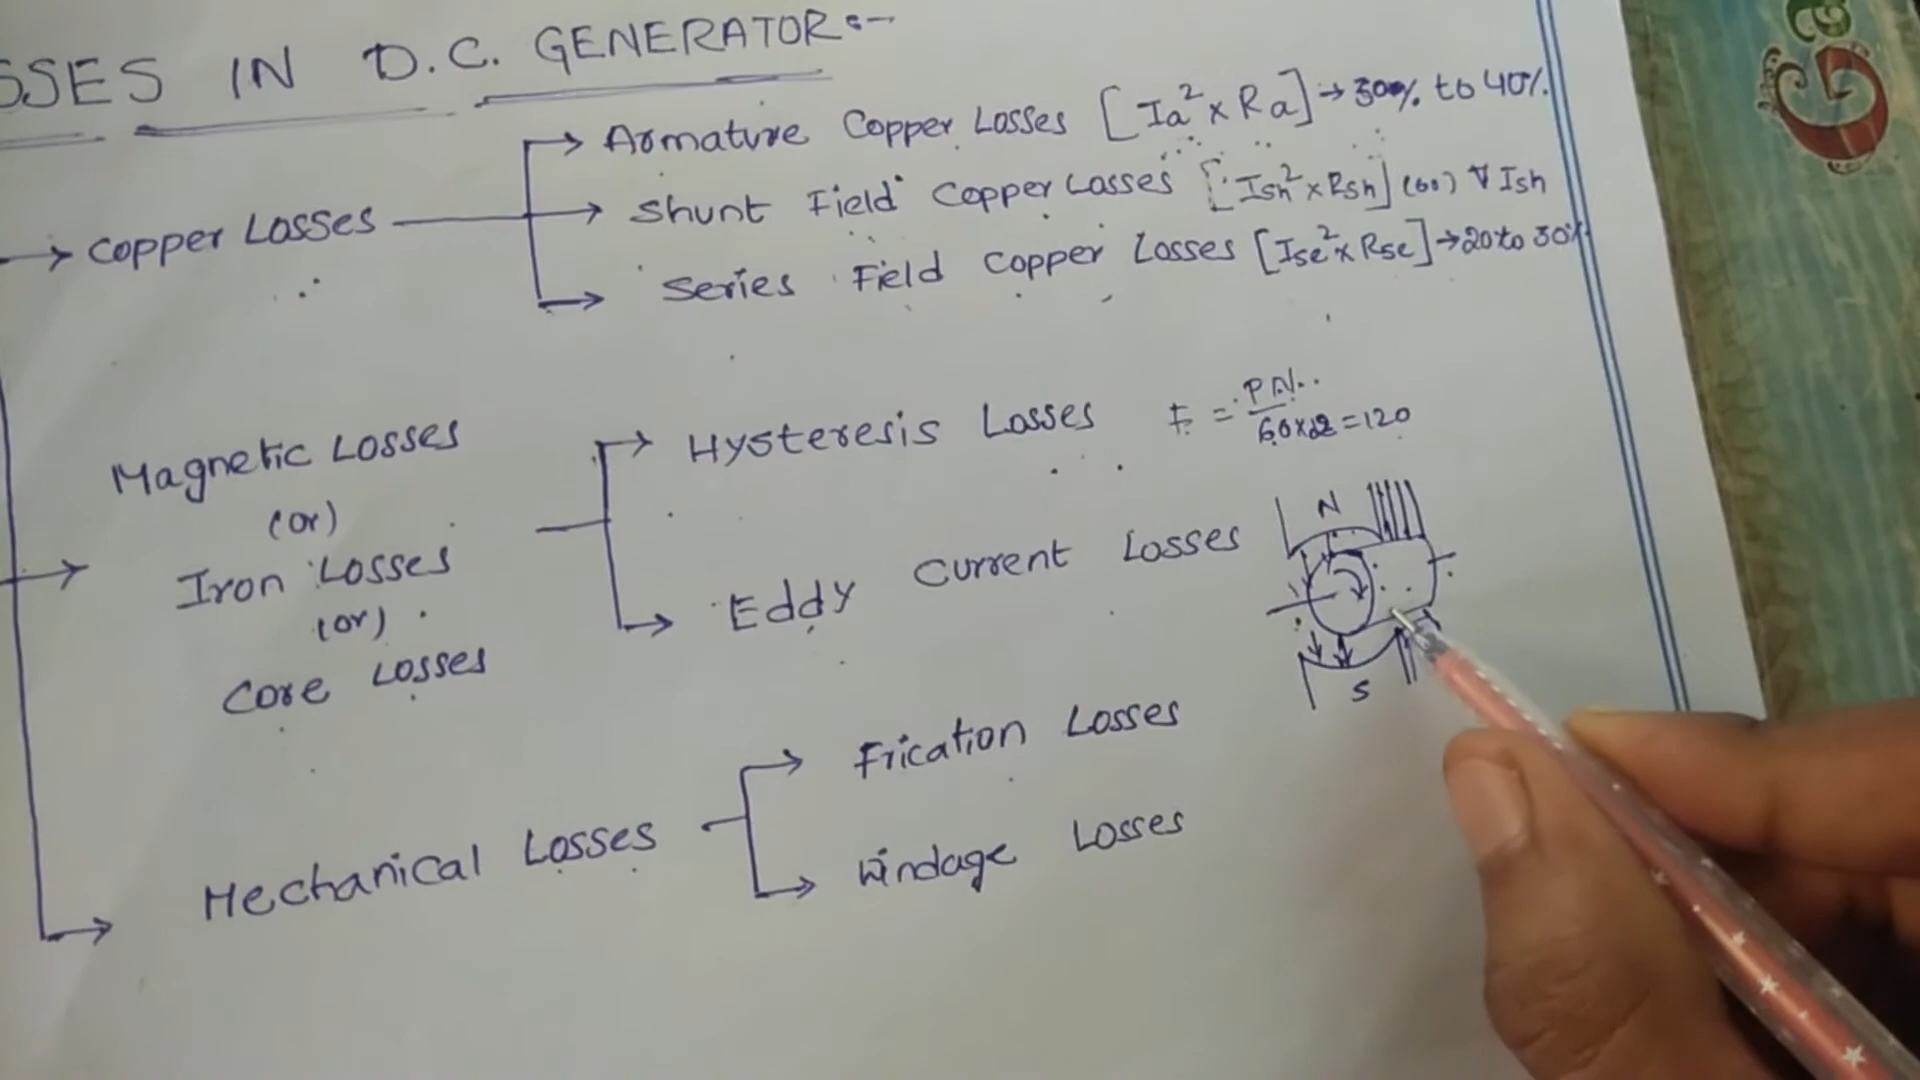 SSES IN D.C. GENERATOR:-
Armature Copper Losses [Ia² x Ra] → 30% to 40%
Copper Losses
Shunt Field Copper Losses [Ish² x Rsh] (or) V Ish
Series Field Copper Losses [Ise² x Rse] → 20 to 30%
Magnetic Losses
(or)
Iron Losses
(or)
Core Losses
Hysteresis Losses
F = PN
60x2 = 120
Eddy Current Losses
N
S
Mechanical Losses
Frication Losses
Windage Losses